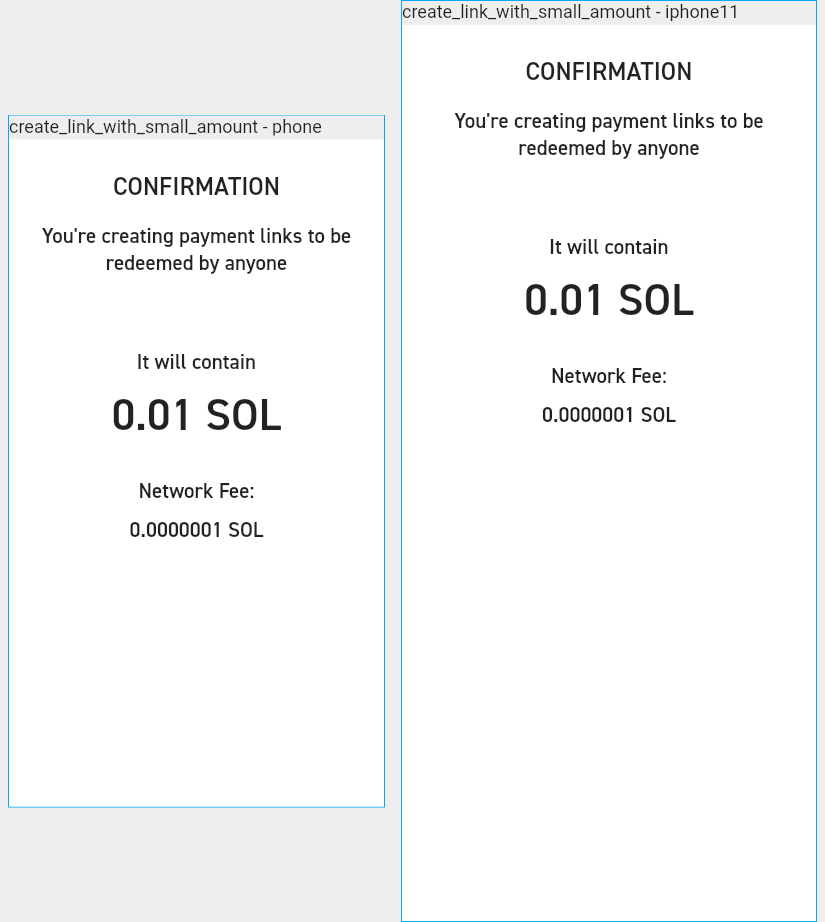 create_link_with_small_amount - phone
CONFIRMATION
You're creating payment links to be
redeemed by anyone
It will contain
0.01 SOL
Network Fee:
0.0000001 SOL
create_link_with_small_amount - iphone11
CONFIRMATION
You're creating payment links to be
redeemed by anyone
It will contain
0.01 SOL
Network Fee:
0.0000001 SOL